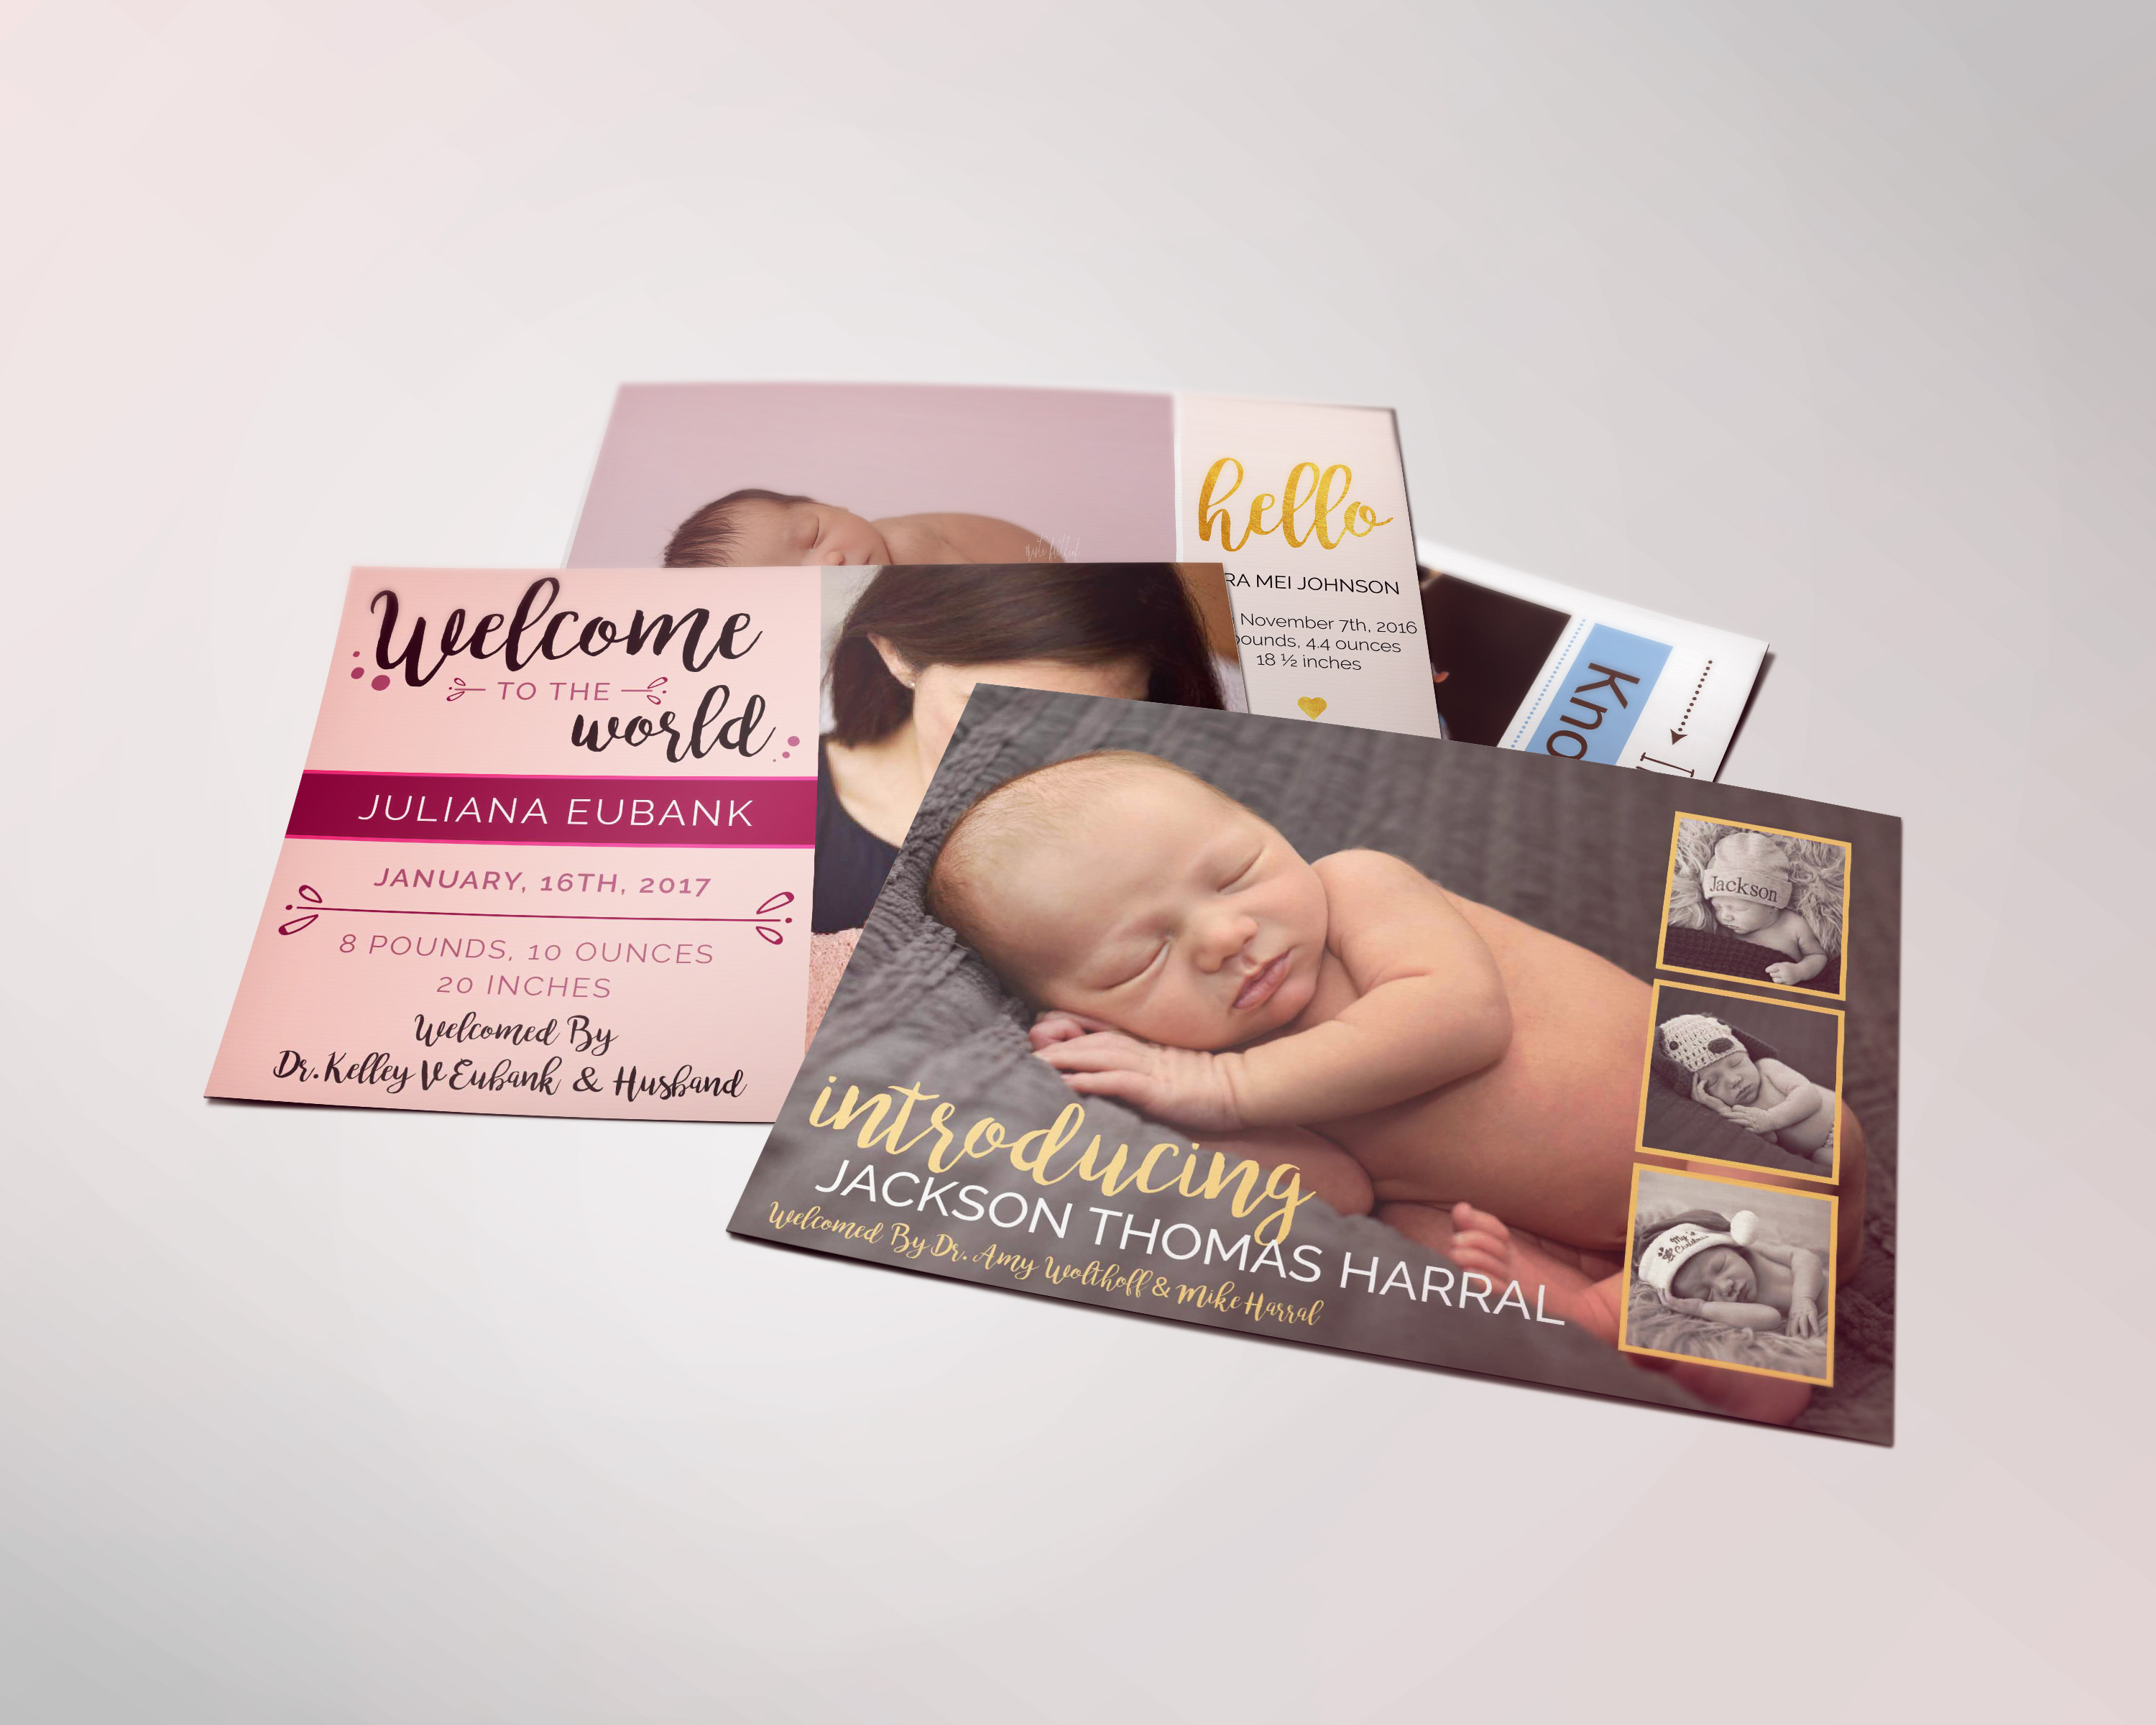 hello
MEI JOHNSON
November 7th, 2016
4.4 ounces
18 ½ inches
Welcome
TO THE
world
JULIANA EUBANK
JANUARY, 16TH, 2017
8 POUNDS, 10 OUNCES
20 INCHES
Welcomed By
Dr. Kelley V Eubank & Husband
Jackson
introducing
JACKSON THOMAS HARRAL
Welcomed By Dr. Amy Wolthoff & Mike Harral